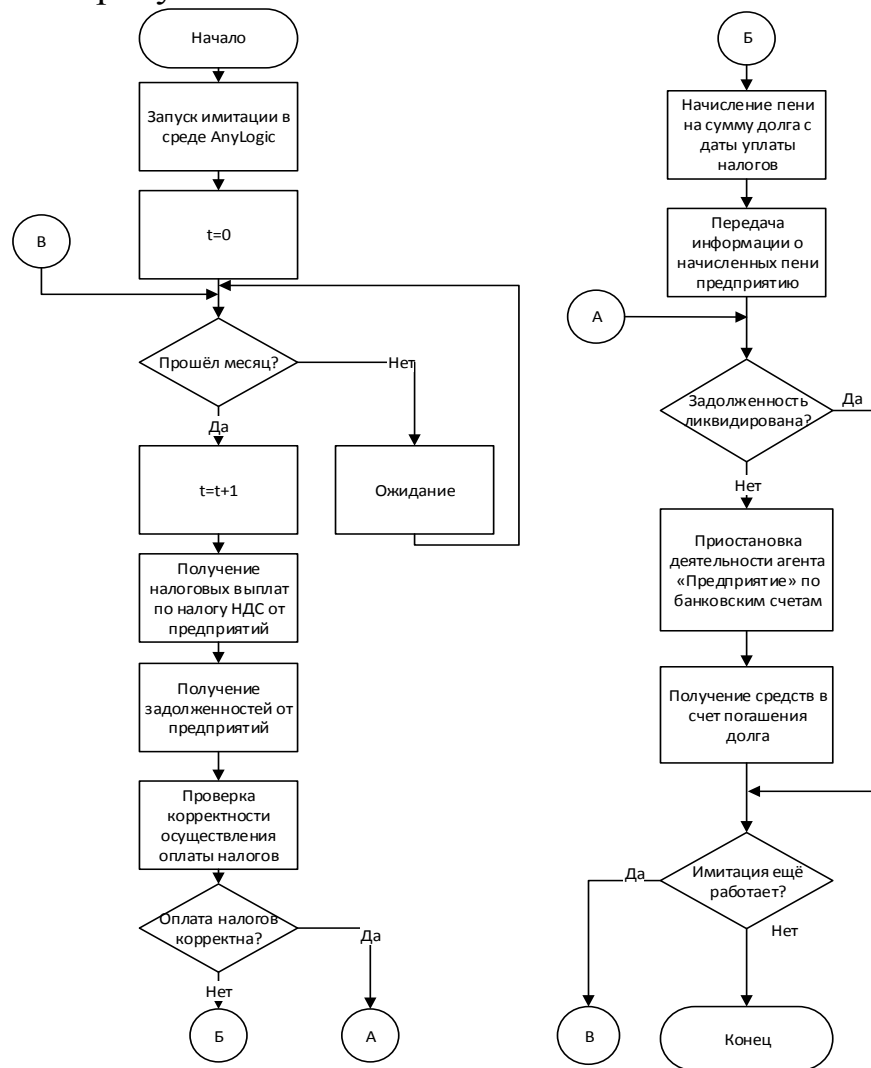 Начало
Запуск имитации в
среде AnyLogic
t=0
В
Прошёл месяц?
Нет
Да
t=t+1
Ожидание
Получение
налоговых выплат
по налогу НДС от
предприятий
Получение
задолженностей от
предприятий
Проверка
корректности
осуществления
оплаты налогов
Оплата налогов
корректна?
Да
Нет
Б
А
Б
Начисление пени
на сумму долга с
даты уплаты
налогов
Передача
информации о
начисленных пени
предприятию
А
Задолженность
ликвидирована?
Да
Нет
Приостановка
деятельности агента
«Предприятие» по
банковским счетам
Получение средств в
счет погашения
долга
Имитация ещё
работает?
Да
Нет
В
Конец